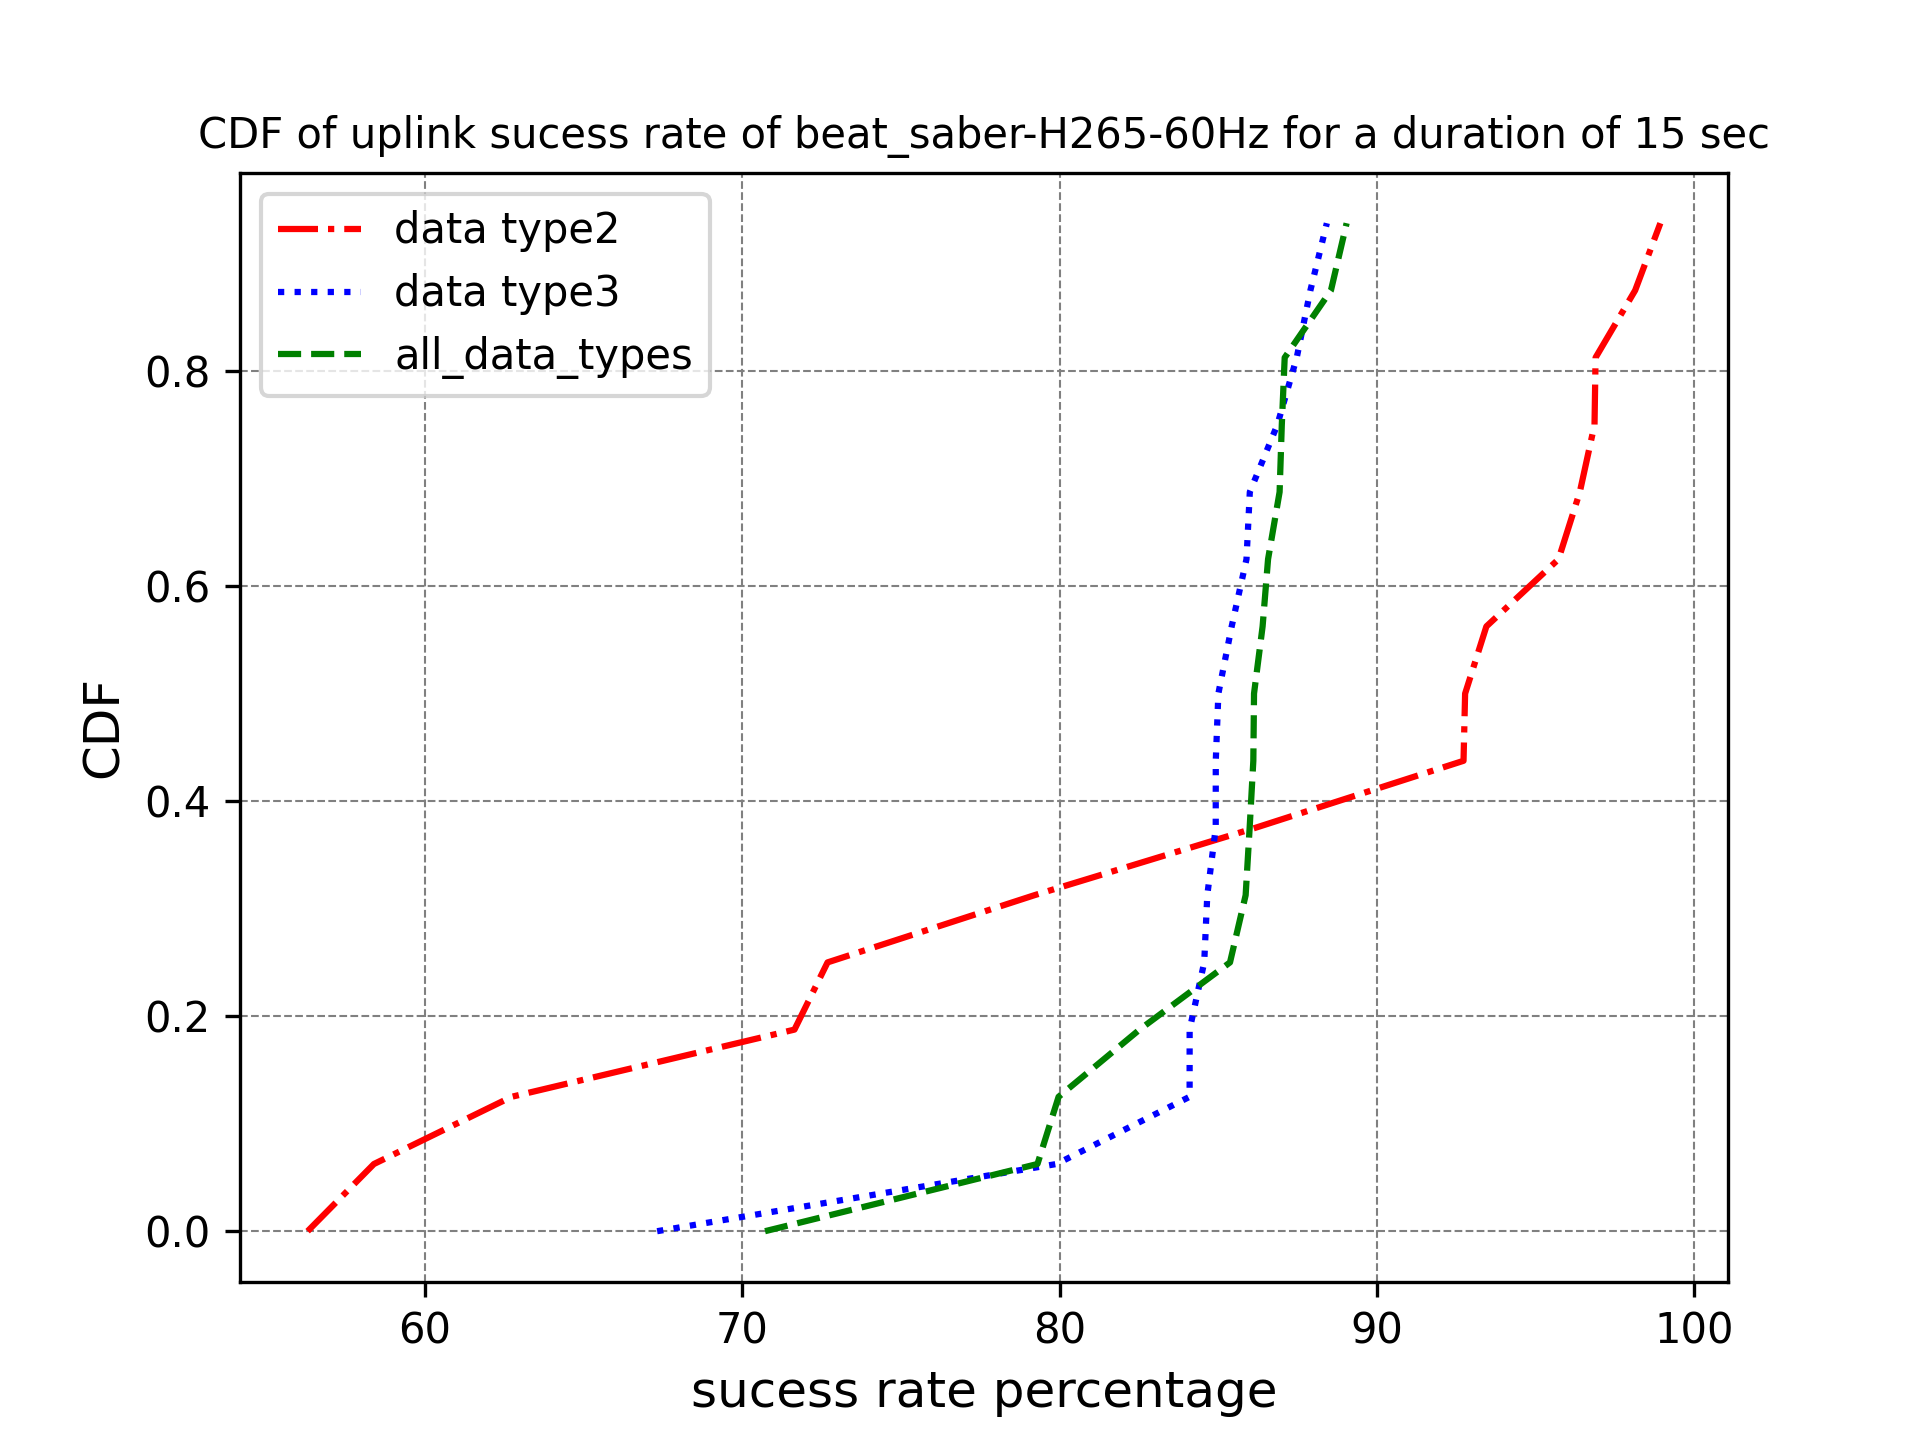 CDF of uplink sucess rate of beat_saber-H265-60Hz for a duration of 15 sec
data type2
data type3
all_data_types
CDF
0.8
0.6
0.4
0.2
0.0
60 70 80 90 100
sucess rate percentage